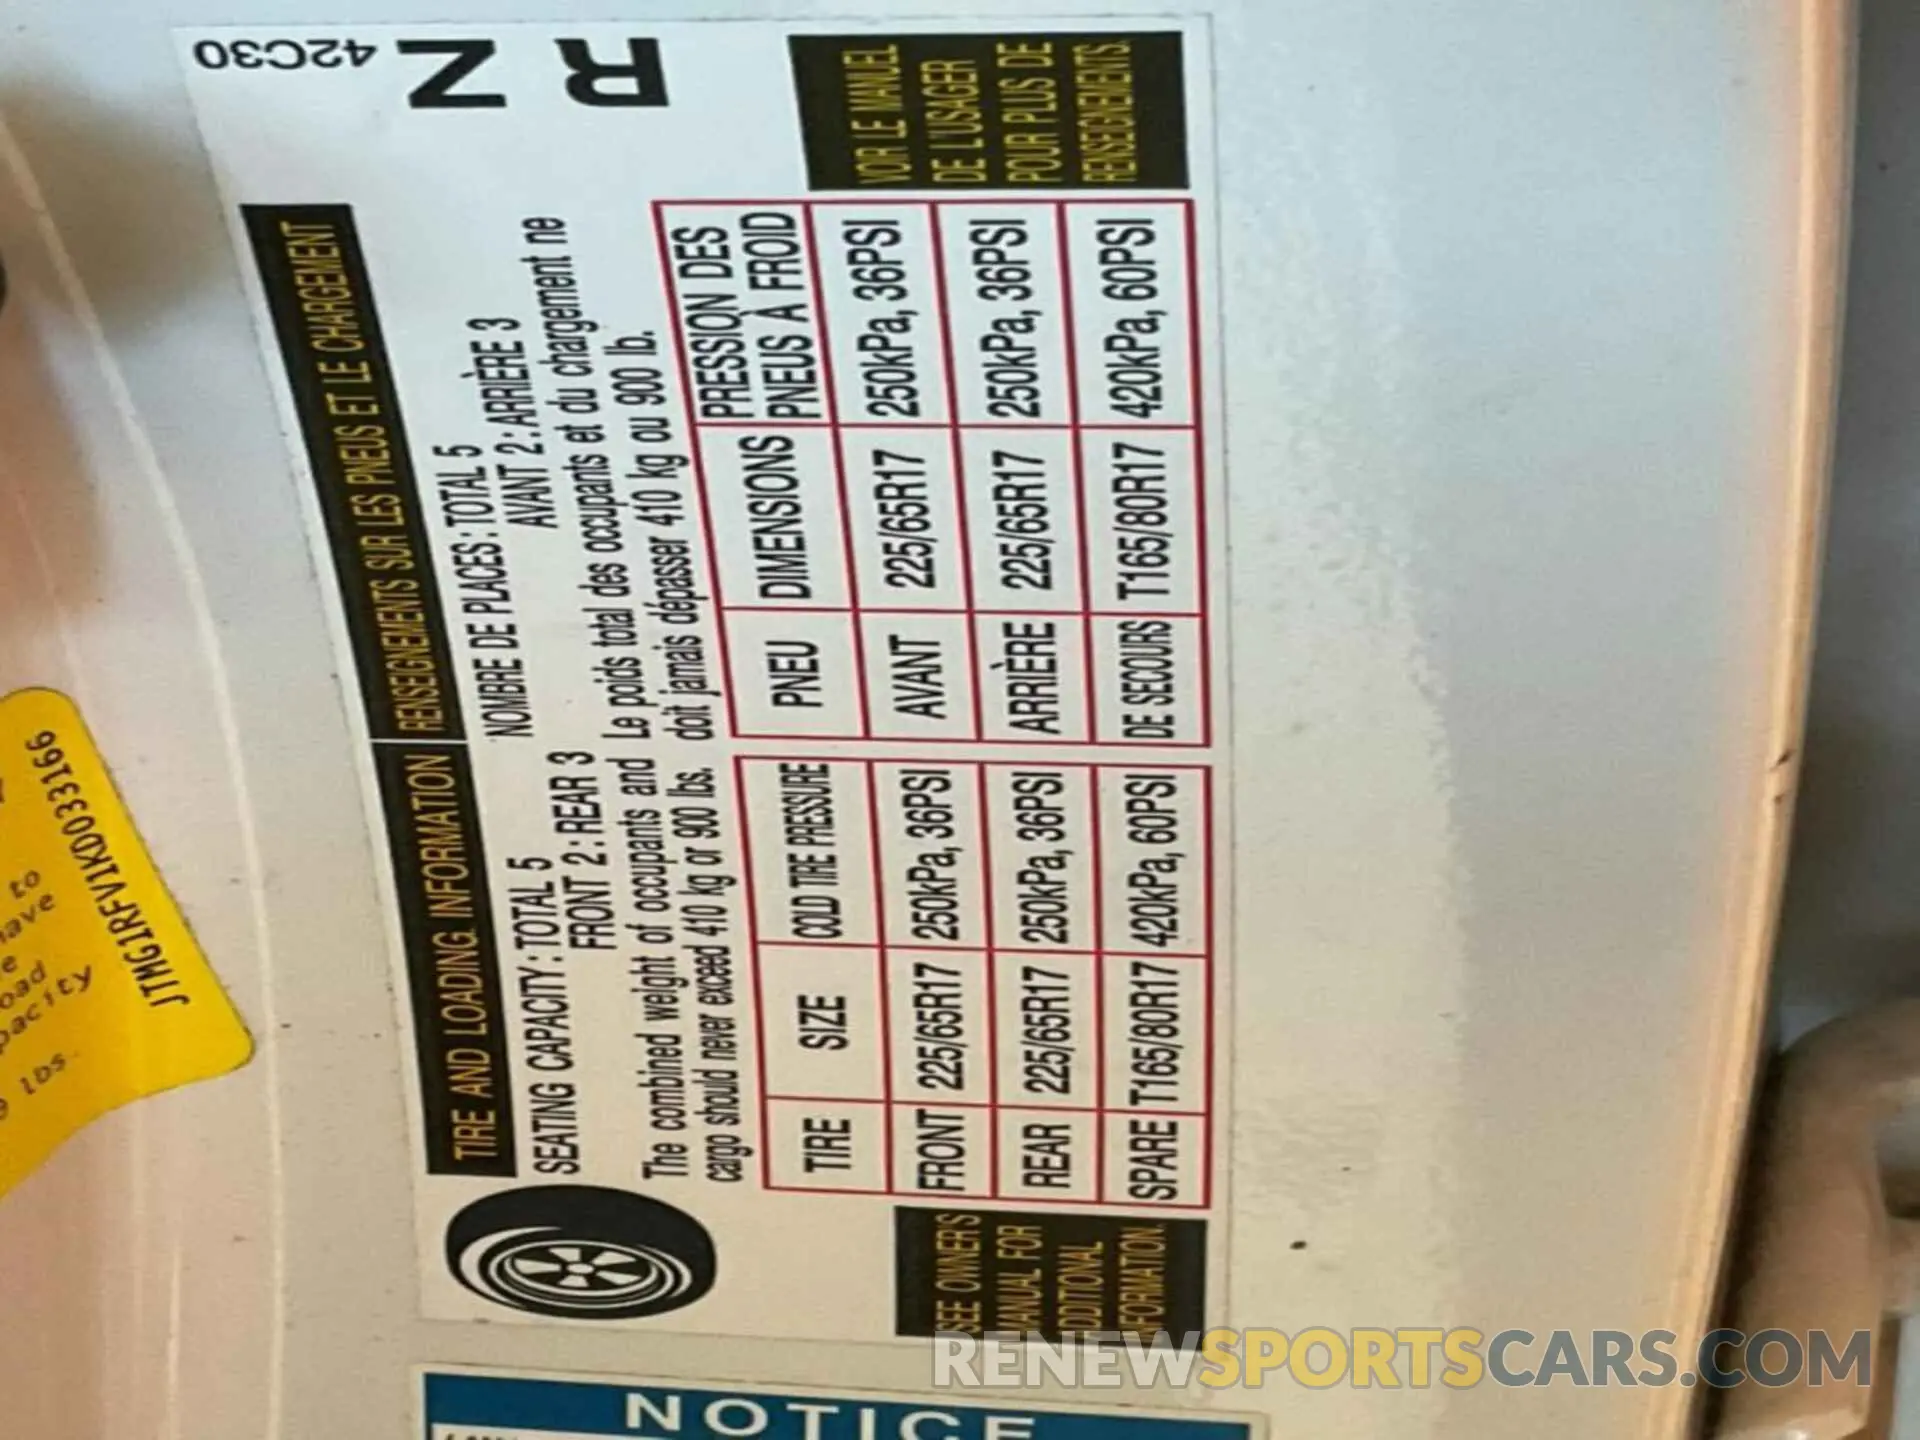 to
have
oad
pacity
lbs.
JTMG1RFV1KD033166
42C30
Z
R
TIRE AND LOADING INFORMATION
RENSEIGNEMENTS SUR LES PNEUS ET LE CHARGEMENT
SEATING CAPACITY: TOTAL 5
FRONT 2: REAR 3
NOMBRE DE PLACES: TOTAL 5
AVANT 2: ARRIÈRE 3
The combined weight of occupants and
cargo should never exceed 410 kg or 900 lbs.
Le poids total des occupants et du chargement ne
doit jamais dépasser 410 kg ou 900 lb.
TIRE SIZE COLD TIRE PRESSURE
FRONT 225/65R17 250kPa, 36PSI
REAR 225/65R17 250kPa, 36PSI
SPARE T165/80R17 420kPa, 60PSI
PNEU DIMENSIONS PRESSION DES
PNEUS À FROID
AVANT 225/65R17 250kPa, 36PSI
ARRIÈRE 225/65R17 250kPa, 36PSI
DE SECOURS T165/80R17 420kPa, 60PSI
SEE OWNER'S
MANUAL FOR
ADDITIONAL
INFORMATION.
VOIR LE MANUEL
DE L'USAGER
POUR PLUS DE
RENSEIGNEMENTS.
NOTICE
RENEWSPORTSCARS.COM